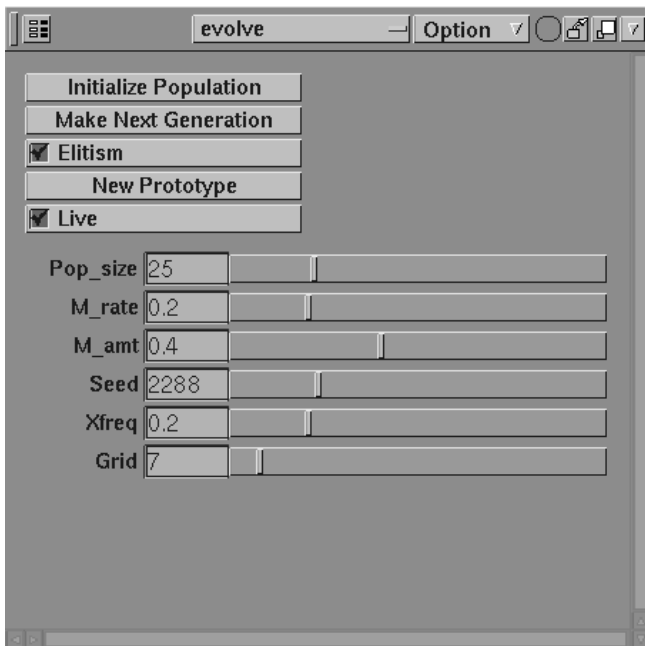 evolve Option
Initialize Population
Make Next Generation
Elitism
New Prototype
Live
Pop_size 25
M_rate 0.2
M_amt 0.4
Seed 2288
Xfreq 0.2
Grid 7